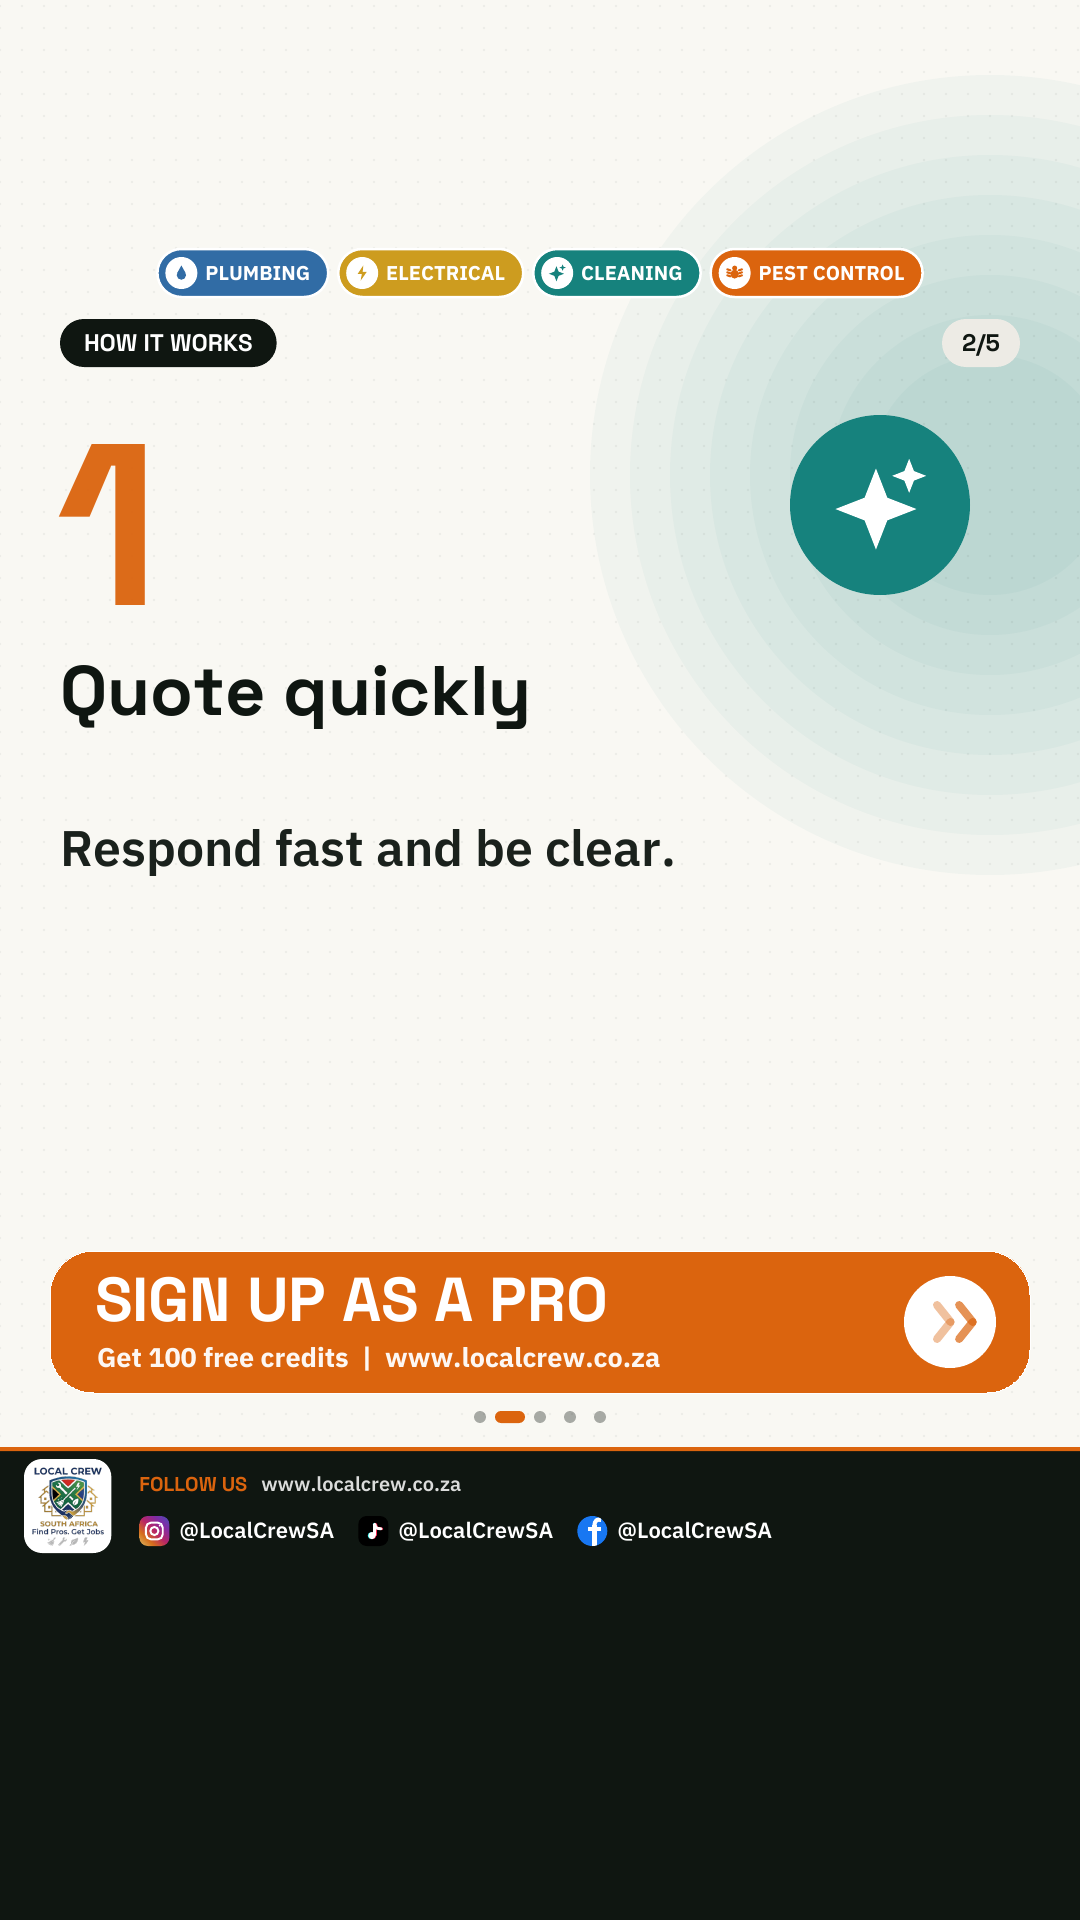 PLUMBING ELECTRICAL CLEANING PEST CONTROL
HOW IT WORKS 2/5
1
Quote quickly
Respond fast and be clear.
SIGN UP AS A PRO
Get 100 free credits | www.localcrew.co.za
LOCAL CREW
SOUTH AFRICA
Find Pros. Get Jobs
FOLLOW US www.localcrew.co.za
@LocalCrewSA @LocalCrewSA @LocalCrewSA